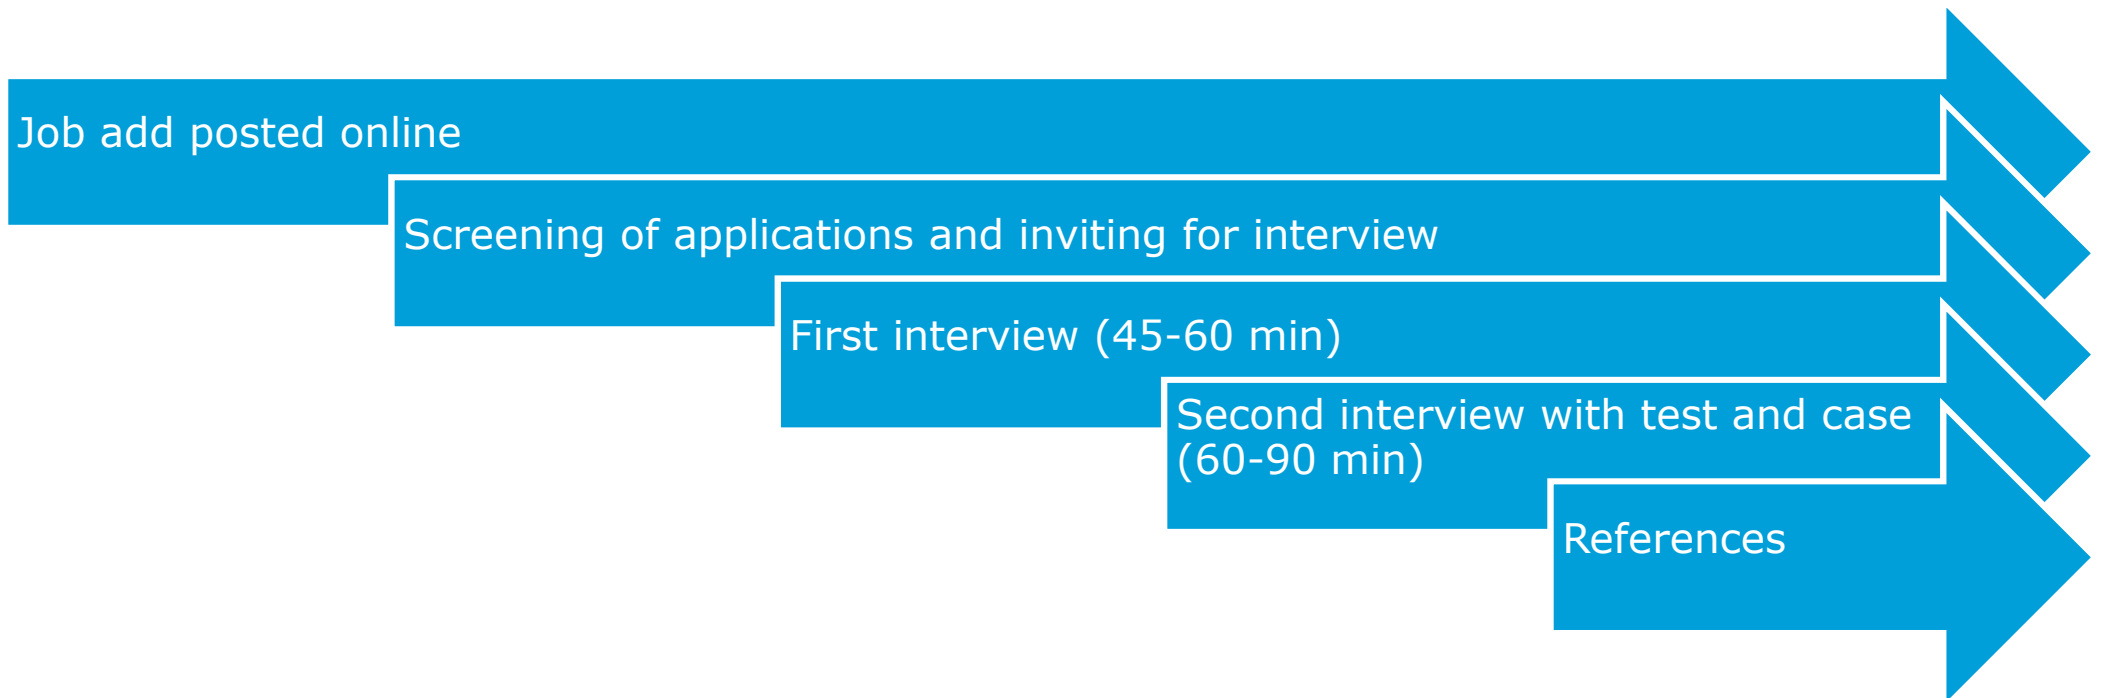 Job add posted online
Screening of applications and inviting for interview
First interview (45-60 min)
Second interview with test and case
(60-90 min)
References